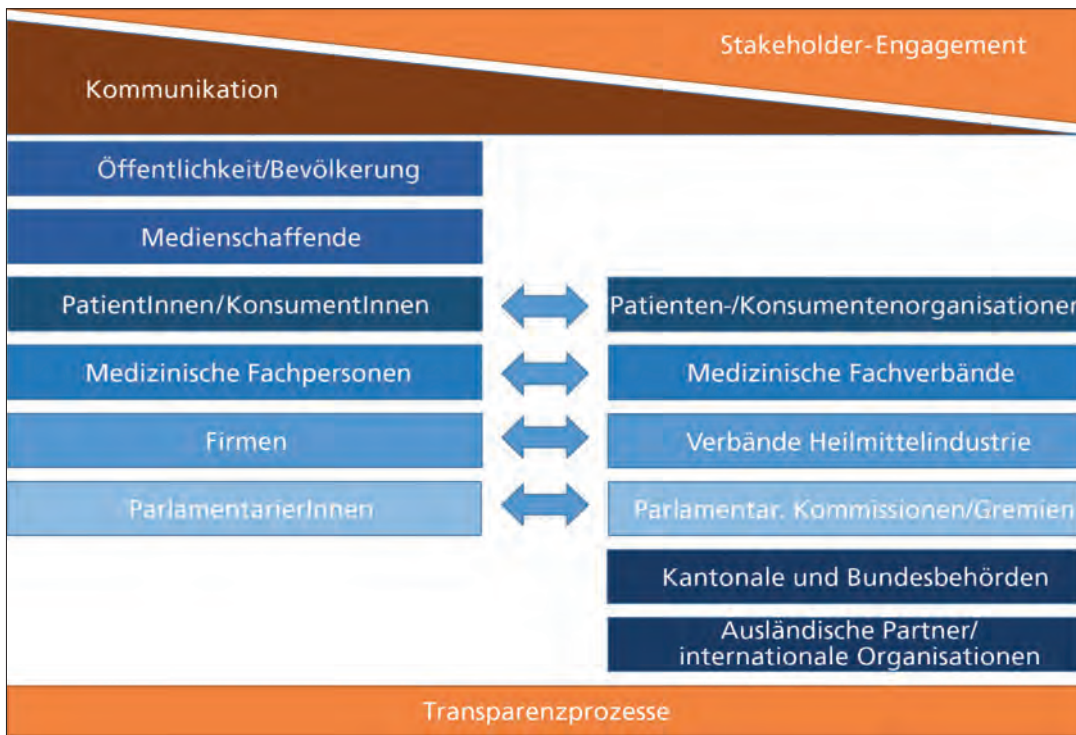 Stakeholder-Engagement
Kommunikation
Öffentlichkeit/Bevölkerung
Medienschaffende
PatientInnen/KonsumentInnen
Patienten-/Konsumentenorganisationen
Medizinische Fachpersonen
Medizinische Fachverbände
Firmen
Verbände Heilmittelindustrie
ParlamentarierInnen
Parlamentar. Kommissionen/Gremien
Kantonale und Bundesbehörden
Ausländische Partner/
internationale Organisationen
Transparenzprozesse